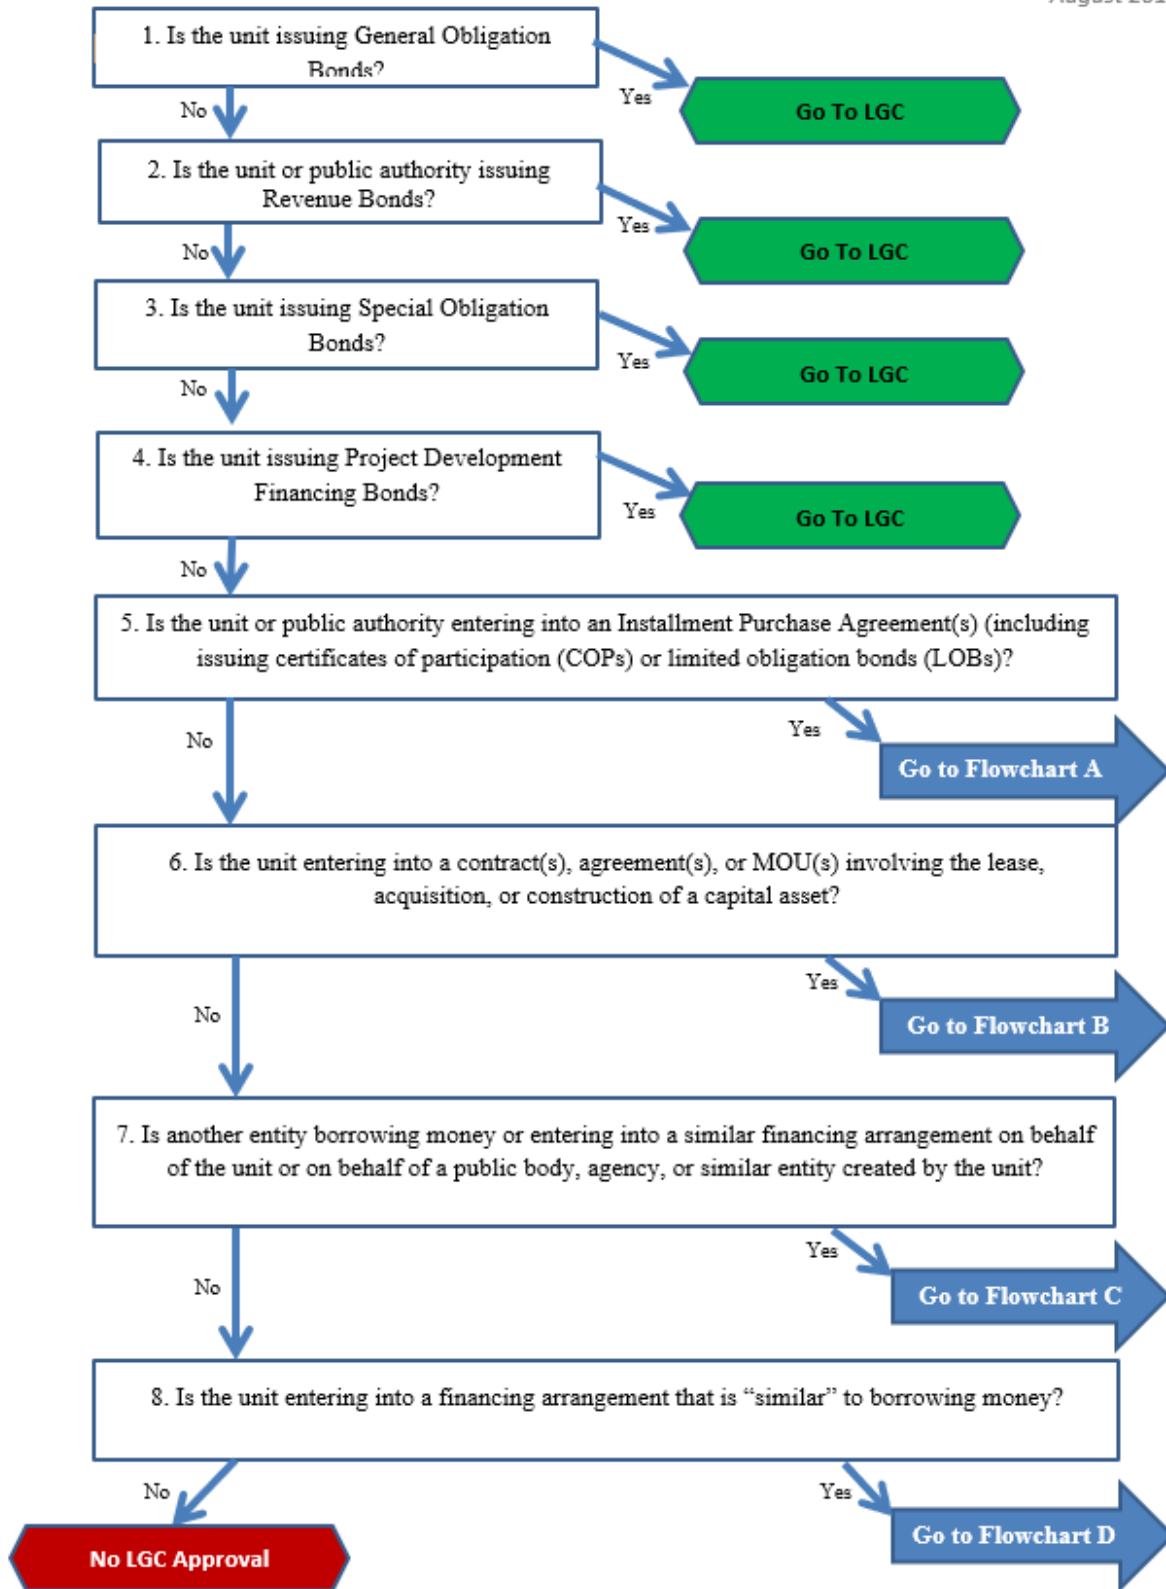 August 201
1. Is the unit issuing General Obligation
Bonds?
Yes
No
Go To LGC
2. Is the unit or public authority issuing
Revenue Bonds?
Yes
No
Go To LGC
3. Is the unit issuing Special Obligation
Bonds?
Yes
No
Go To LGC
4. Is the unit issuing Project Development
Financing Bonds?
Yes
No
Go To LGC
5. Is the unit or public authority entering into an Installment Purchase Agreement(s) (including
issuing certificates of participation (COPs) or limited obligation bonds (LOBs)?
Yes
No
Go to Flowchart A
6. Is the unit entering into a contract(s), agreement(s), or MOU(s) involving the lease,
acquisition, or construction of a capital asset?
Yes
No
Go to Flowchart B
7. Is another entity borrowing money or entering into a similar financing arrangement on behalf
of the unit or on behalf of a public body, agency, or similar entity created by the unit?
Yes
No
Go to Flowchart C
8. Is the unit entering into a financing arrangement that is “similar” to borrowing money?
No
Yes
Go to Flowchart D
No LGC Approval